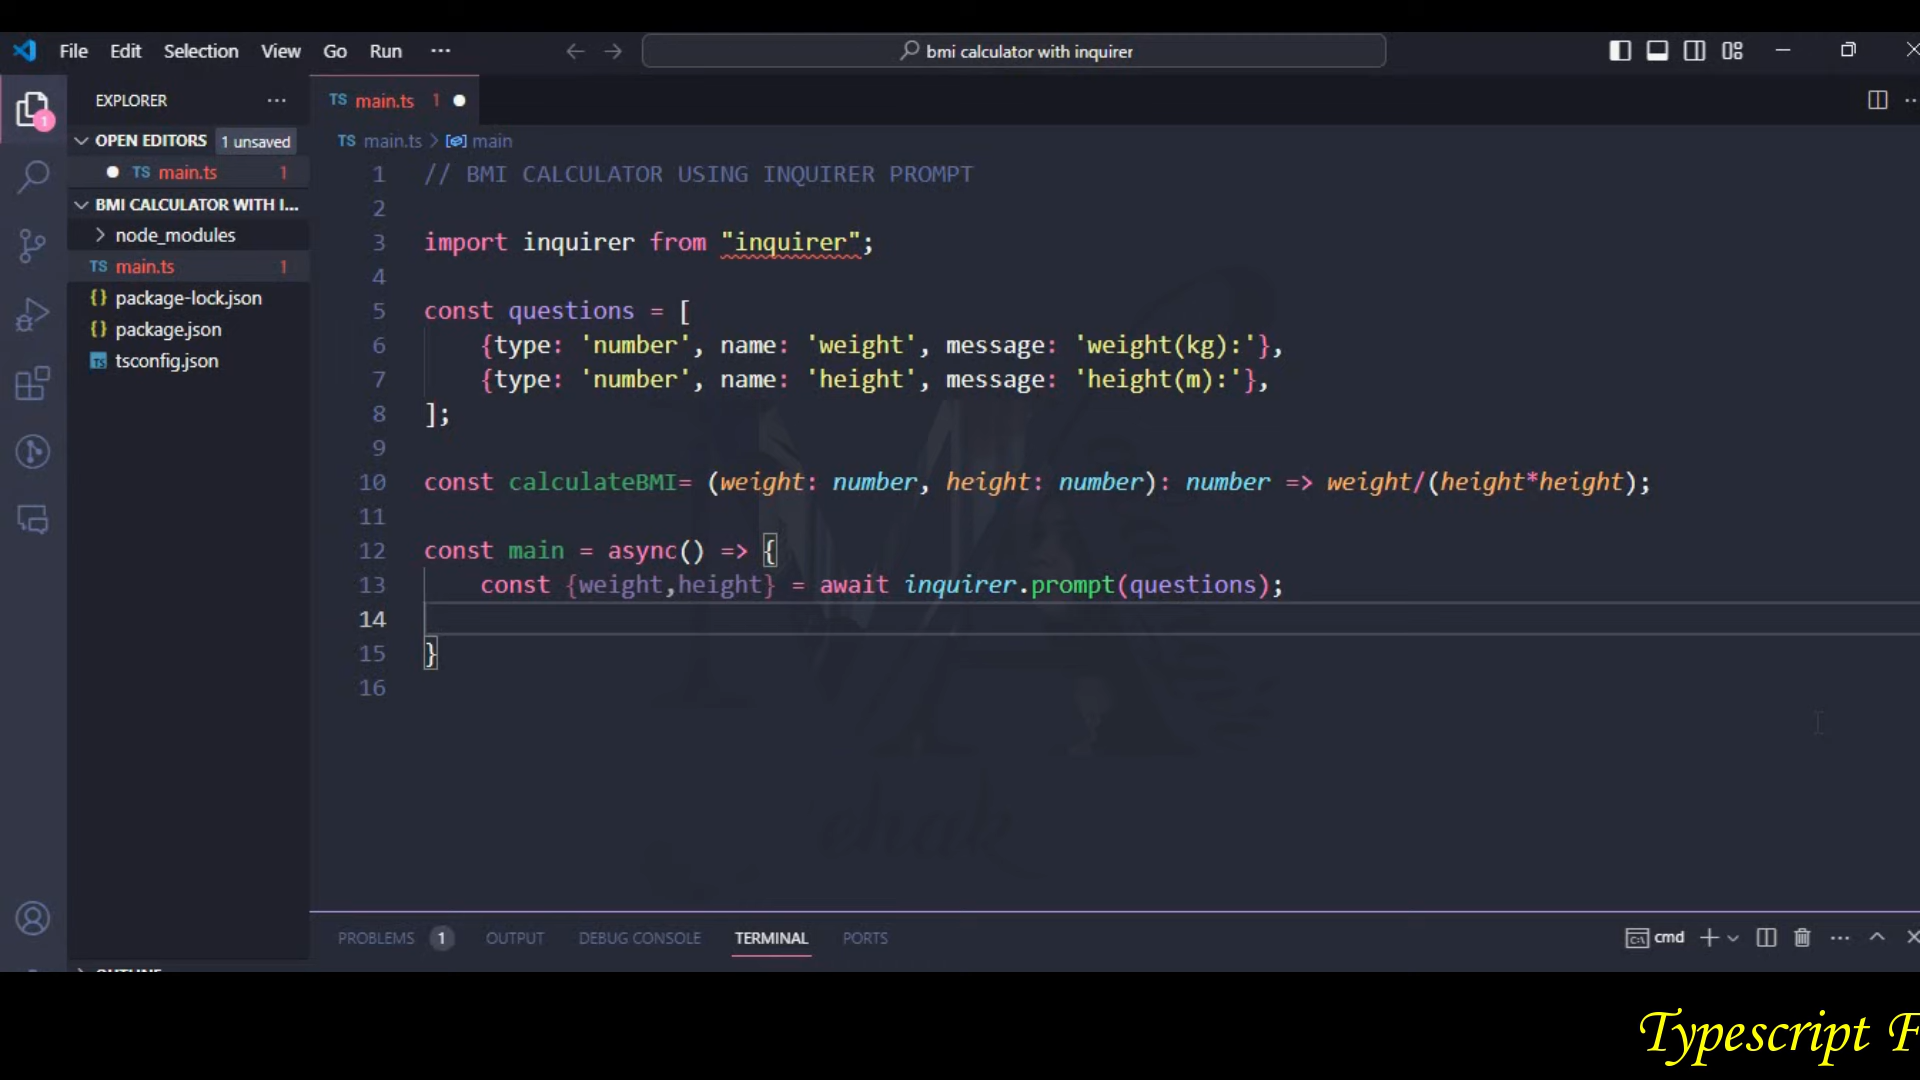 File Edit Selection View Go Run ··· bmi calculator with inquirer
EXPLORER ··· TS main.ts 1
OPEN EDITORS 1 unsaved
TS main.ts > main
TS main.ts 1
BMI CALCULATOR WITH I...
node_modules
TS main.ts 1
{} package-lock.json
{} package.json
TS tsconfig.json
1 // BMI CALCULATOR USING INQUIRER PROMPT
2
3 import inquirer from "inquirer";
4
5 const questions = [
6 {type: 'number', name: 'weight', message: 'weight(kg):'},
7 {type: 'number', name: 'height', message: 'height(m):'},
8 ];
9
10 const calculateBMI= (weight: number, height: number): number => weight/(height*height);
11
12 const main = async() => {
13 const {weight,height} = await inquirer.prompt(questions);
14
15 }
16
ehak
PROBLEMS 1 OUTPUT DEBUG CONSOLE TERMINAL PORTS cmd
Typescript F